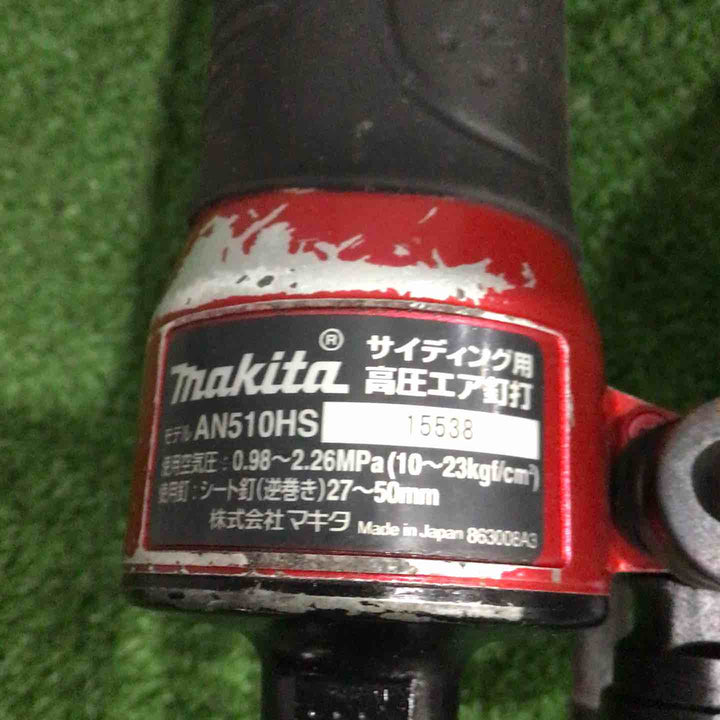 makita® サイディング用
高圧エア釘打
モデル AN510HS 15538
使用空気圧：0.98～2.26MPa(10～23kgf/cm²)
使用釘：シート釘(逆巻き)27～50mm
株式会社マキタ Made in Japan 863008A3